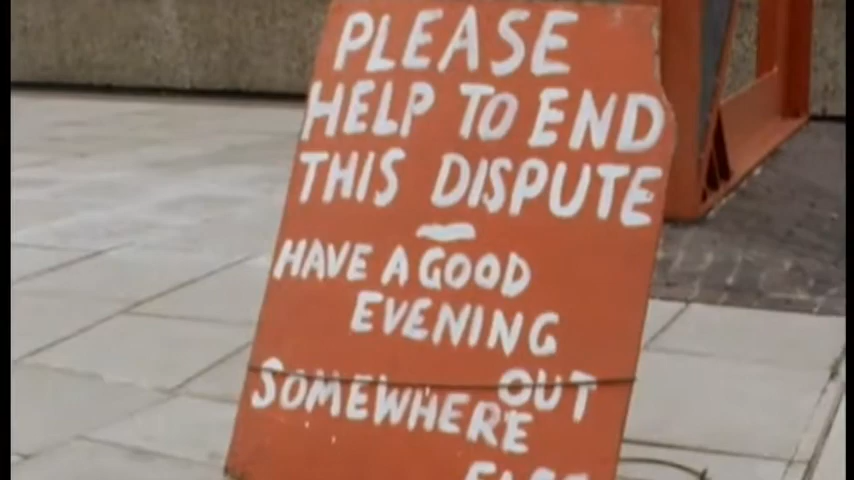 PLEASE
HELP TO END
THIS DISPUTE
–
HAVE A GOOD
EVENING
OUT
SOMEWHERE